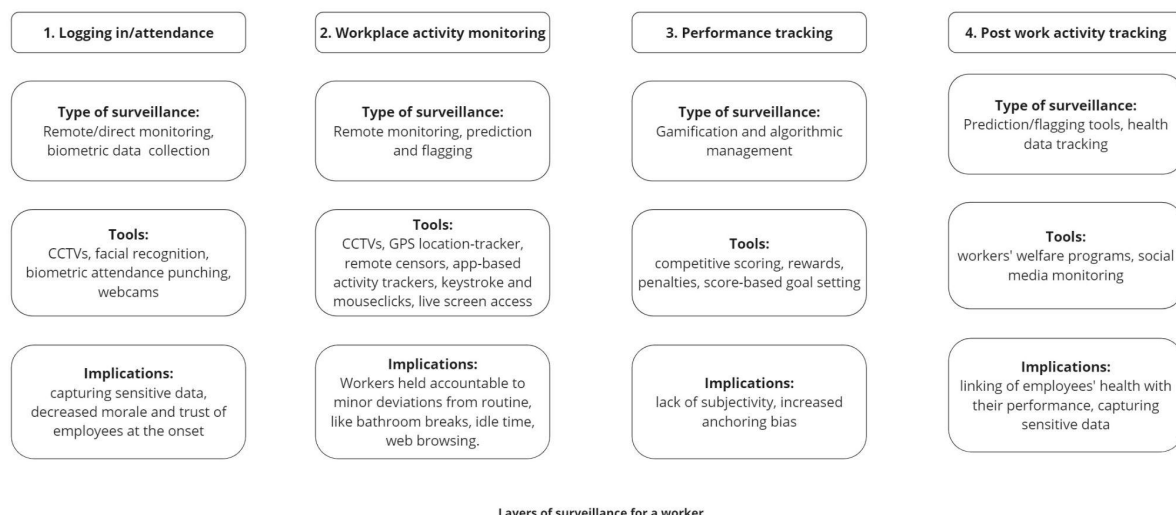 1. Logging in/attendance
2. Workplace activity monitoring
3. Performance tracking
4. Post work activity tracking
Type of surveillance:
Remote/direct monitoring,
biometric data collection
Type of surveillance:
Remote monitoring, prediction
and flagging
Type of surveillance:
Gamification and algorithmic
management
Type of surveillance:
Prediction/flagging tools, health
data tracking
Tools:
CCTVs, facial recognition,
biometric attendance punching,
webcams
Tools:
CCTVs, GPS location-tracker,
remote censors, app-based
activity trackers, keystroke and
mouseclicks, live screen access
Tools:
competitive scoring, rewards,
penalties, score-based goal setting
Tools:
workers' welfare programs, social
media monitoring
Implications:
capturing sensitive data,
decreased morale and trust of
employees at the onset
Implications:
Workers held accountable to
minor deviations from routine,
like bathroom breaks, idle time,
web browsing.
Implications:
lack of subjectivity, increased
anchoring bias
Implications:
linking of employees' health with
their performance, capturing
sensitive data
Layers of surveillance for a worker